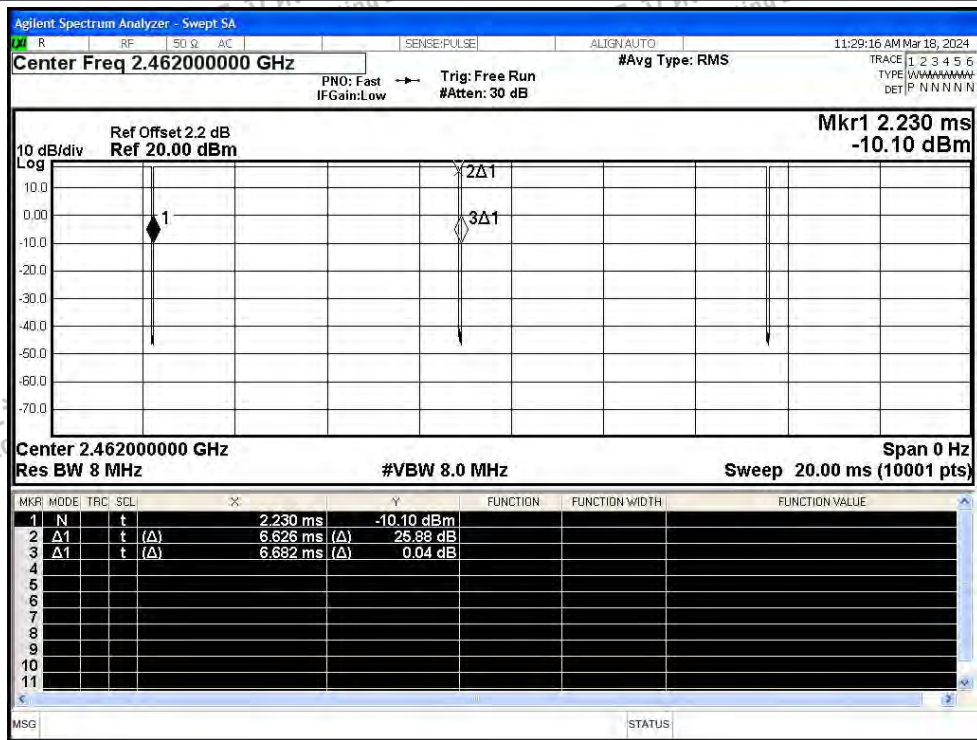 Agilent Spectrum Analyzer - Swept SA
LXI R RF 50 Ω AC SENSE:PULSE ALIGN AUTO 11:29:16 AM Mar 18, 2024
Center Freq 2.462000000 GHz
PNO: Fast
IFGain:Low
Trig: Free Run
#Atten: 30 dB
#Avg Type: RMS
TRACE 1 2 3 4 5 6
TYPE
DET P N N N N N
Mkr1 2.230 ms
-10.10 dBm
Ref Offset 2.2 dB
10 dB/div Ref 20.00 dBm
Log
10.0
0.00
-10.0
-20.0
-30.0
-40.0
-50.0
-60.0
-70.0
2Δ1
1
3Δ1
Center 2.462000000 GHz Span 0 Hz
Res BW 8 MHz #VBW 8.0 MHz Sweep 20.00 ms (10001 pts)
MKR MODE TRC SCL X Y FUNCTION FUNCTION WIDTH FUNCTION VALUE
1 N t 2.230 ms -10.10 dBm
2 Δ1 t (Δ) 6.626 ms (Δ) 25.88 dB
3 Δ1 t (Δ) 6.682 ms (Δ) 0.04 dB
4
5
6
7
8
9
10
11
MSG STATUS